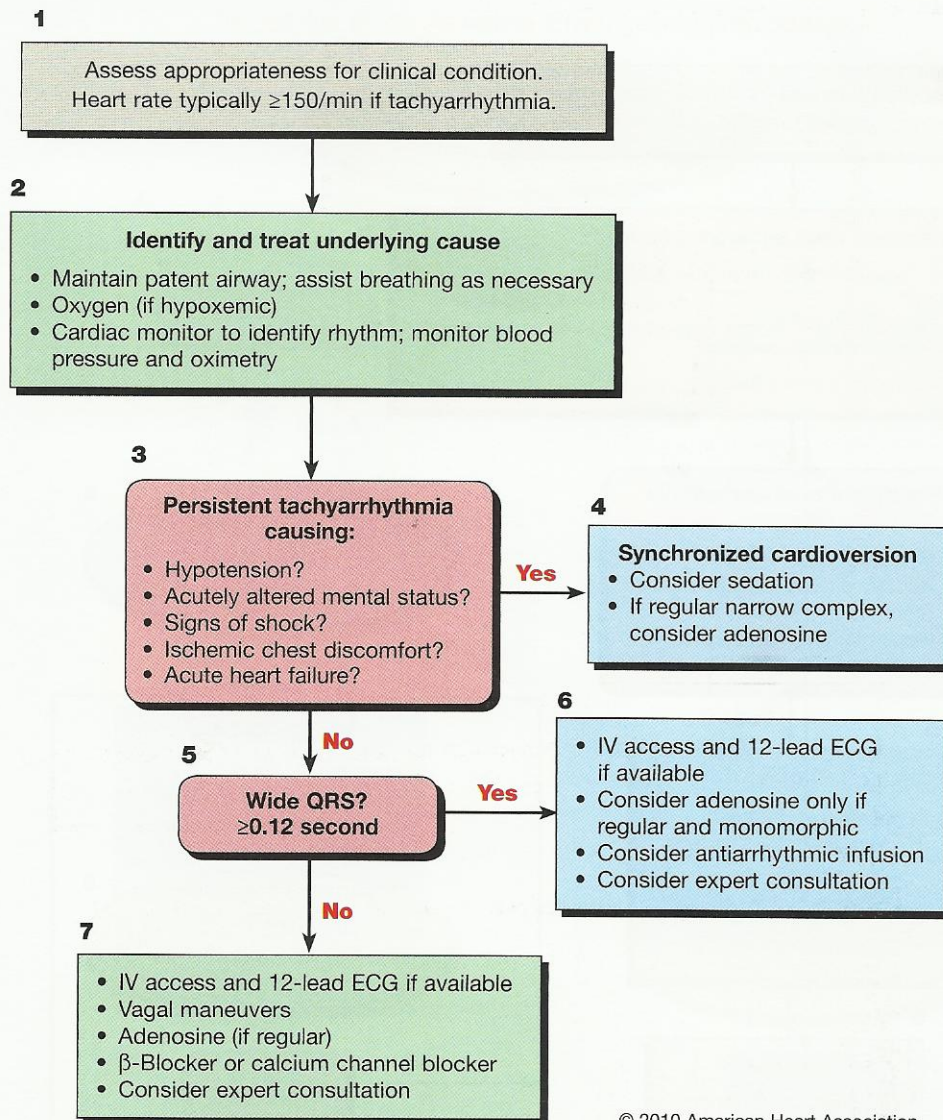 1
Assess appropriateness for clinical condition.
Heart rate typically ≥150/min if tachyarrhythmia.
2
Identify and treat underlying cause
• Maintain patent airway; assist breathing as necessary
• Oxygen (if hypoxemic)
• Cardiac monitor to identify rhythm; monitor blood
pressure and oximetry
3
Persistent tachyarrhythmia
causing:
• Hypotension?
• Acutely altered mental status?
• Signs of shock?
• Ischemic chest discomfort?
• Acute heart failure?
Yes
4
Synchronized cardioversion
• Consider sedation
• If regular narrow complex,
consider adenosine
No
5
Wide QRS?
≥0.12 second
Yes
6
• IV access and 12-lead ECG
if available
• Consider adenosine only if
regular and monomorphic
• Consider antiarrhythmic infusion
• Consider expert consultation
No
7
• IV access and 12-lead ECG if available
• Vagal maneuvers
• Adenosine (if regular)
• β-Blocker or calcium channel blocker
• Consider expert consultation
© 2010 American Heart Association